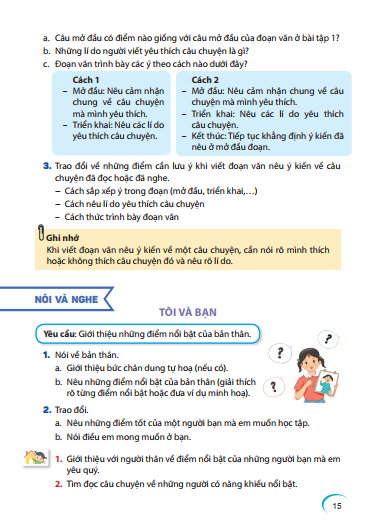 a. Câu mở đầu có điểm nào giống với câu mở đầu của đoạn văn ở bài tập 1?
b. Những lí do người viết yêu thích câu chuyện là gì?
c. Đoạn văn trình bày các ý theo cách nào dưới đây?
Cách 1
– Mở đầu: Nêu cảm nhận
chung về câu chuyện
mà mình yêu thích.
– Triển khai: Nêu các lí do
yêu thích câu chuyện.
Cách 2
– Mở đầu: Nêu cảm nhận chung về câu
chuyện mà mình yêu thích.
– Triển khai: Nêu các lí do yêu thích
câu chuyện.
– Kết thúc: Tiếp tục khẳng định ý kiến đã
nêu ở mở đầu đoạn.
3. Trao đổi về những điểm cần lưu ý khi viết đoạn văn nêu ý kiến về câu
chuyện đã đọc hoặc đã nghe.
– Cách sắp xếp ý trong đoạn (mở đầu, triển khai,...)
– Cách nêu lí do yêu thích câu chuyện
– Cách thức trình bày đoạn văn
Ghi nhớ
Khi viết đoạn văn nêu ý kiến về một câu chuyện, cần nói rõ mình thích
hoặc không thích câu chuyện đó và nêu rõ lí do.
NÓI VÀ NGHE
TÔI VÀ BẠN
Yêu cầu: Giới thiệu những điểm nổi bật của bản thân.
1. Nói về bản thân.
a. Giới thiệu bức chân dung tự hoạ (nếu có).
b. Nêu những điểm nổi bật của bản thân (giải thích
rõ từng điểm nổi bật hoặc đưa ví dụ minh hoạ).
? ? ?
2. Trao đổi.
a. Nêu những điểm tốt của một người bạn mà em muốn học tập.
b. Nói điều em mong muốn ở bạn.
1. Giới thiệu với người thân về điểm nổi bật của những người bạn mà em
yêu quý.
2. Tìm đọc câu chuyện về những người có năng khiếu nổi bật.
15